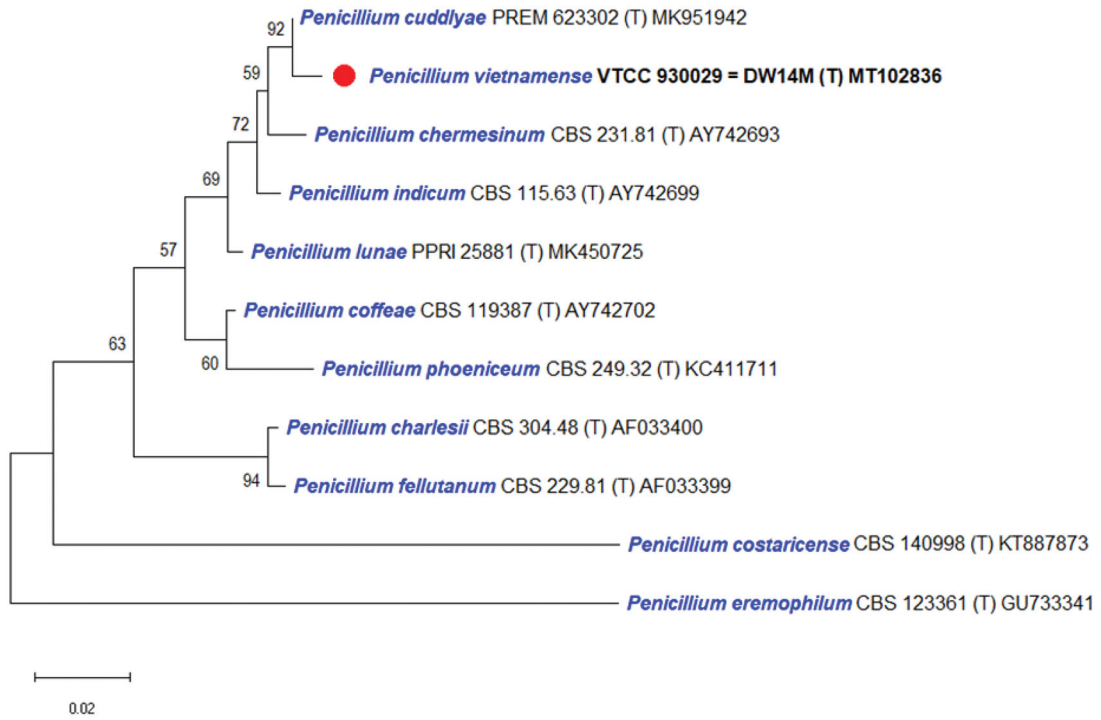 Penicillium cuddlyae PREM 623302 (T) MK951942
92
Penicillium vietnamense VTCC 930029 = DW14M (T) MT102836
59
72
Penicillium chermesinum CBS 231.81 (T) AY742693
69
Penicillium indicum CBS 115.63 (T) AY742699
57
Penicillium lunae PPRI 25881 (T) MK450725
Penicillium coffeae CBS 119387 (T) AY742702
63
60
Penicillium phoeniceum CBS 249.32 (T) KC411711
Penicillium charlesii CBS 304.48 (T) AF033400
94
Penicillium fellutanum CBS 229.81 (T) AF033399
Penicillium costaricense CBS 140998 (T) KT887873
Penicillium eremophilum CBS 123361 (T) GU733341
0.02